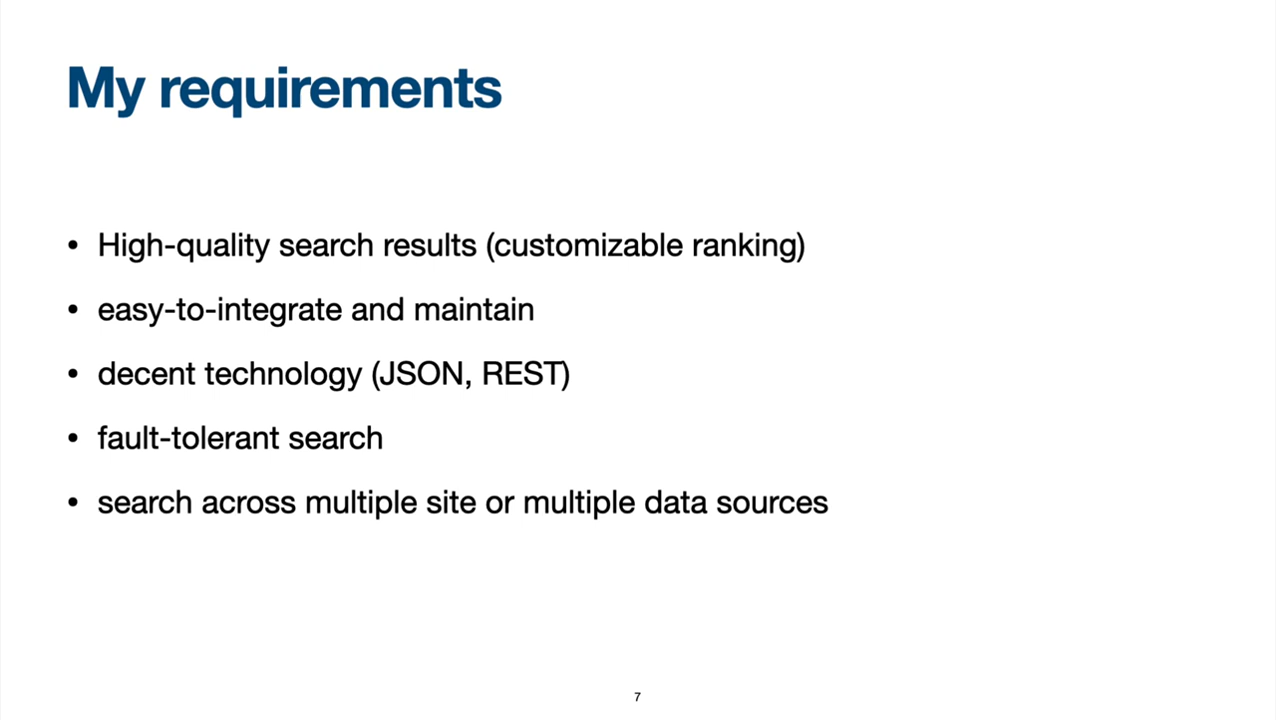 My requirements
• High-quality search results (customizable ranking)
• easy-to-integrate and maintain
• decent technology (JSON, REST)
• fault-tolerant search
• search across multiple site or multiple data sources
7